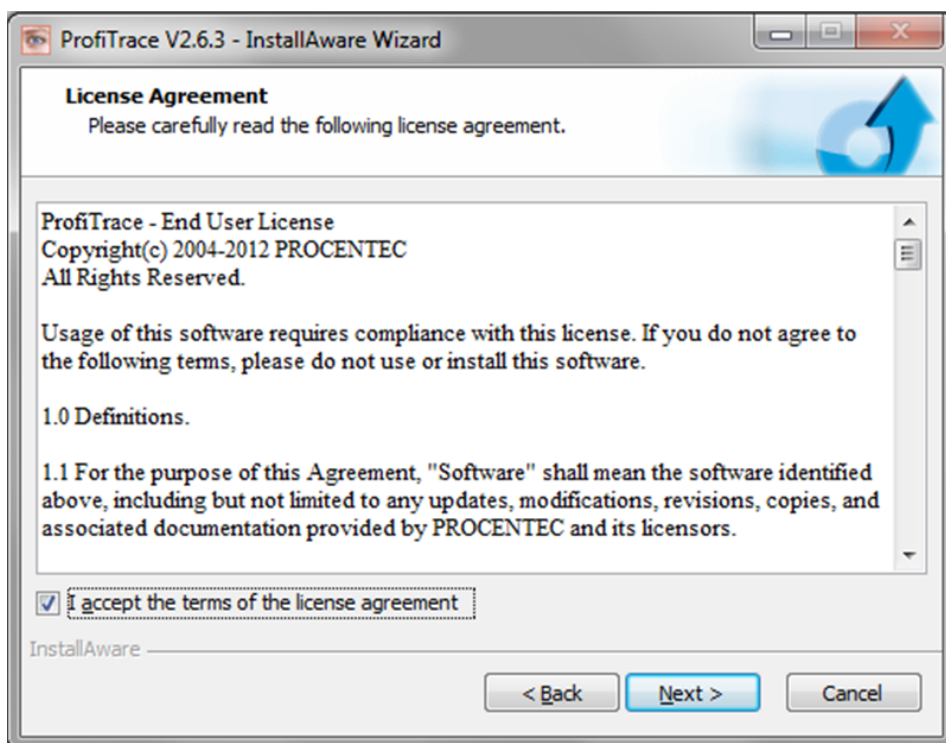 ProfiTrace V2.6.3 - InstallAware Wizard
License Agreement
Please carefully read the following license agreement.
ProfiTrace - End User License
Copyright(c) 2004-2012 PROCENTEC
All Rights Reserved.
Usage of this software requires compliance with this license. If you do not agree to
the following terms, please do not use or install this software.
1.0 Definitions.
1.1 For the purpose of this Agreement, "Software" shall mean the software identified
above, including but not limited to any updates, modifications, revisions, copies, and
associated documentation provided by PROCENTEC and its licensors.
I accept the terms of the license agreement
InstallAware
< Back
Next >
Cancel